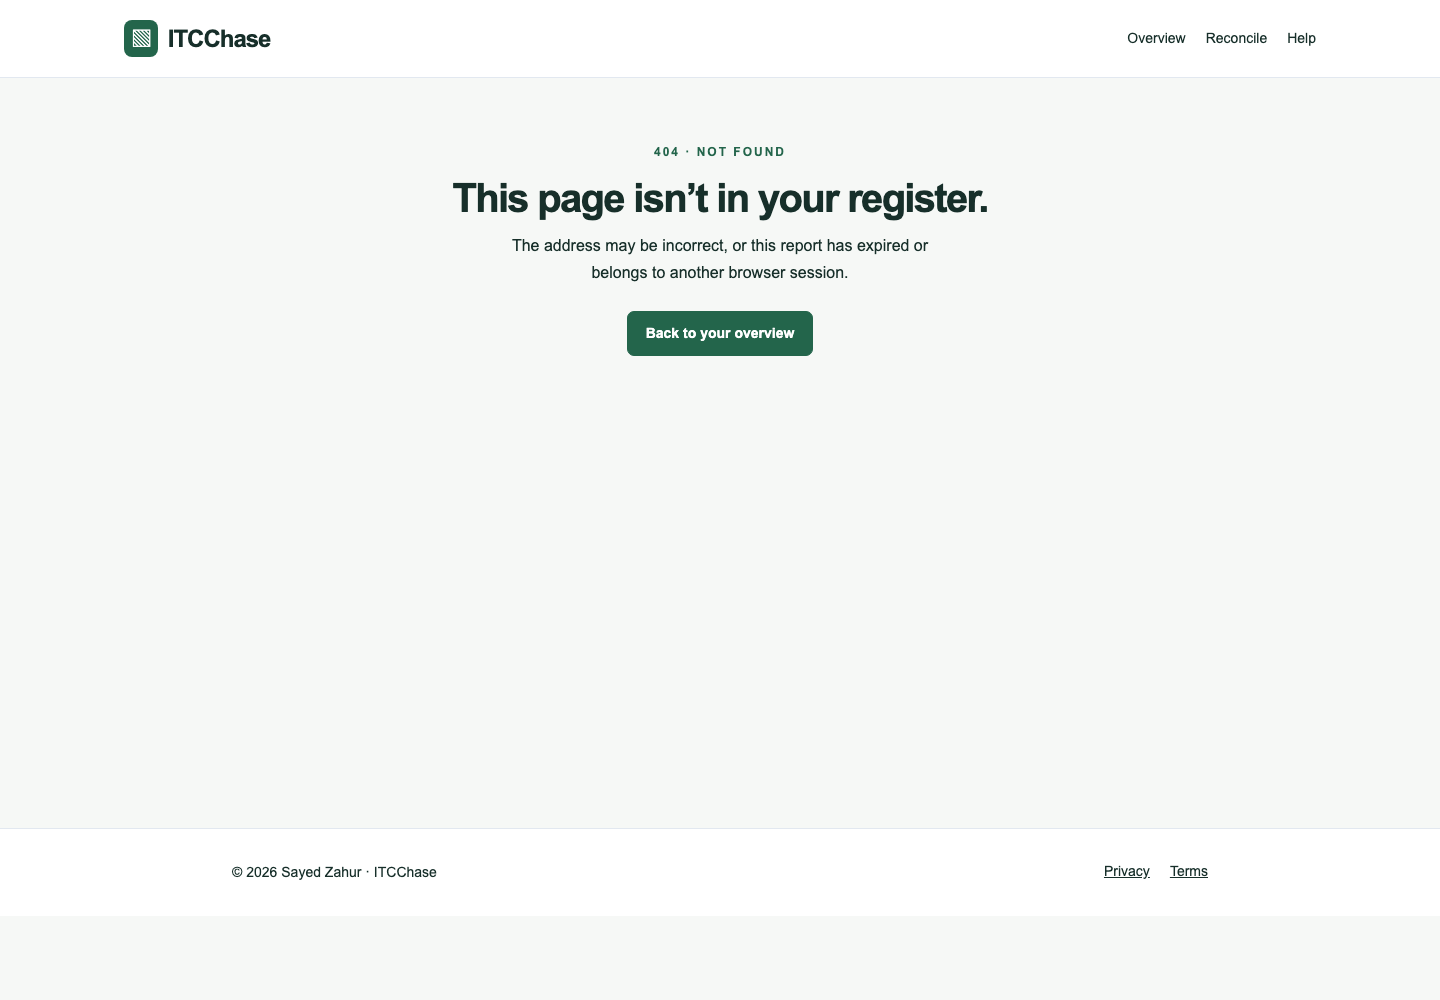 ITCChase
Overview Reconcile Help
404 · NOT FOUND
This page isn’t in your register.
The address may be incorrect, or this report has expired or
belongs to another browser session.
Back to your overview
© 2026 Sayed Zahur · ITCChase
Privacy Terms